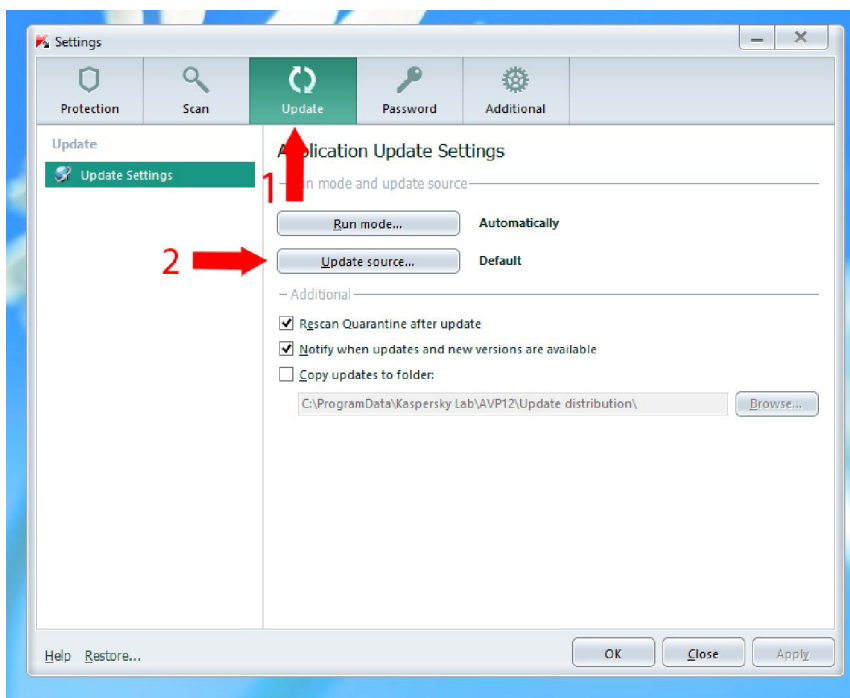 Settings
Protection Scan Update Password Additional
Update
Update Settings
Application Update Settings
Run mode and update source
1
Run mode... Automatically
2
Update source... Default
Additional
Rescan Quarantine after update
Notify when updates and new versions are available
Copy updates to folder:
C:\ProgramData\Kaspersky Lab\AVP12\Update distribution\ Browse...
Help Restore... OK Close Apply